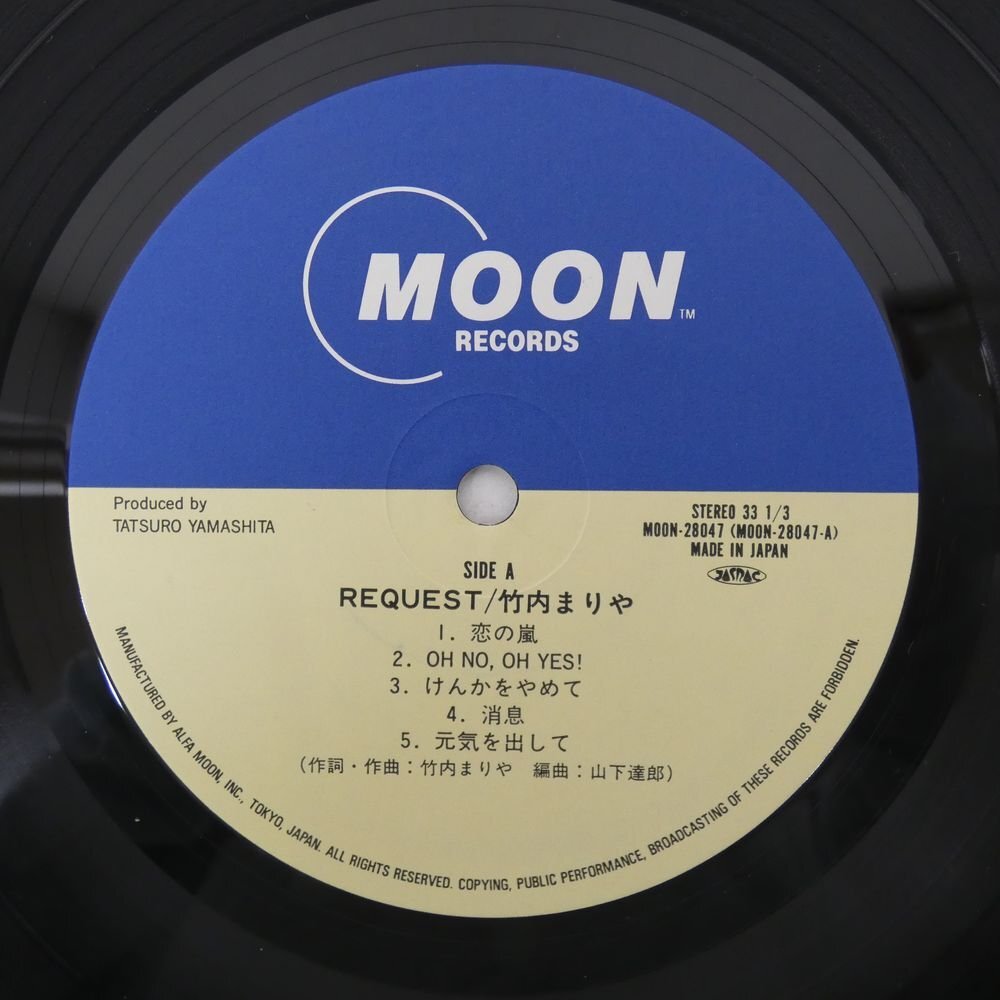 MOON™
RECORDS
Produced by
TATSURO YAMASHITA
STEREO 33 1/3
MOON-28047 (MOON-28047-A)
MADE IN JAPAN
JASRAC
SIDE A
REQUEST/竹内まりや
1. 恋の嵐
2. OH NO, OH YES!
3. けんかをやめて
4. 消息
5. 元気を出して
(作詞・作曲:竹内まりや 編曲:山下達郎)
MANUFACTURED BY ALFA MOON, INC., TOKYO, JAPAN. ALL RIGHTS RESERVED. COPYING, PUBLIC PERFORMANCE, BROADCASTING OF THESE RECORDS ARE FORBIDDEN.